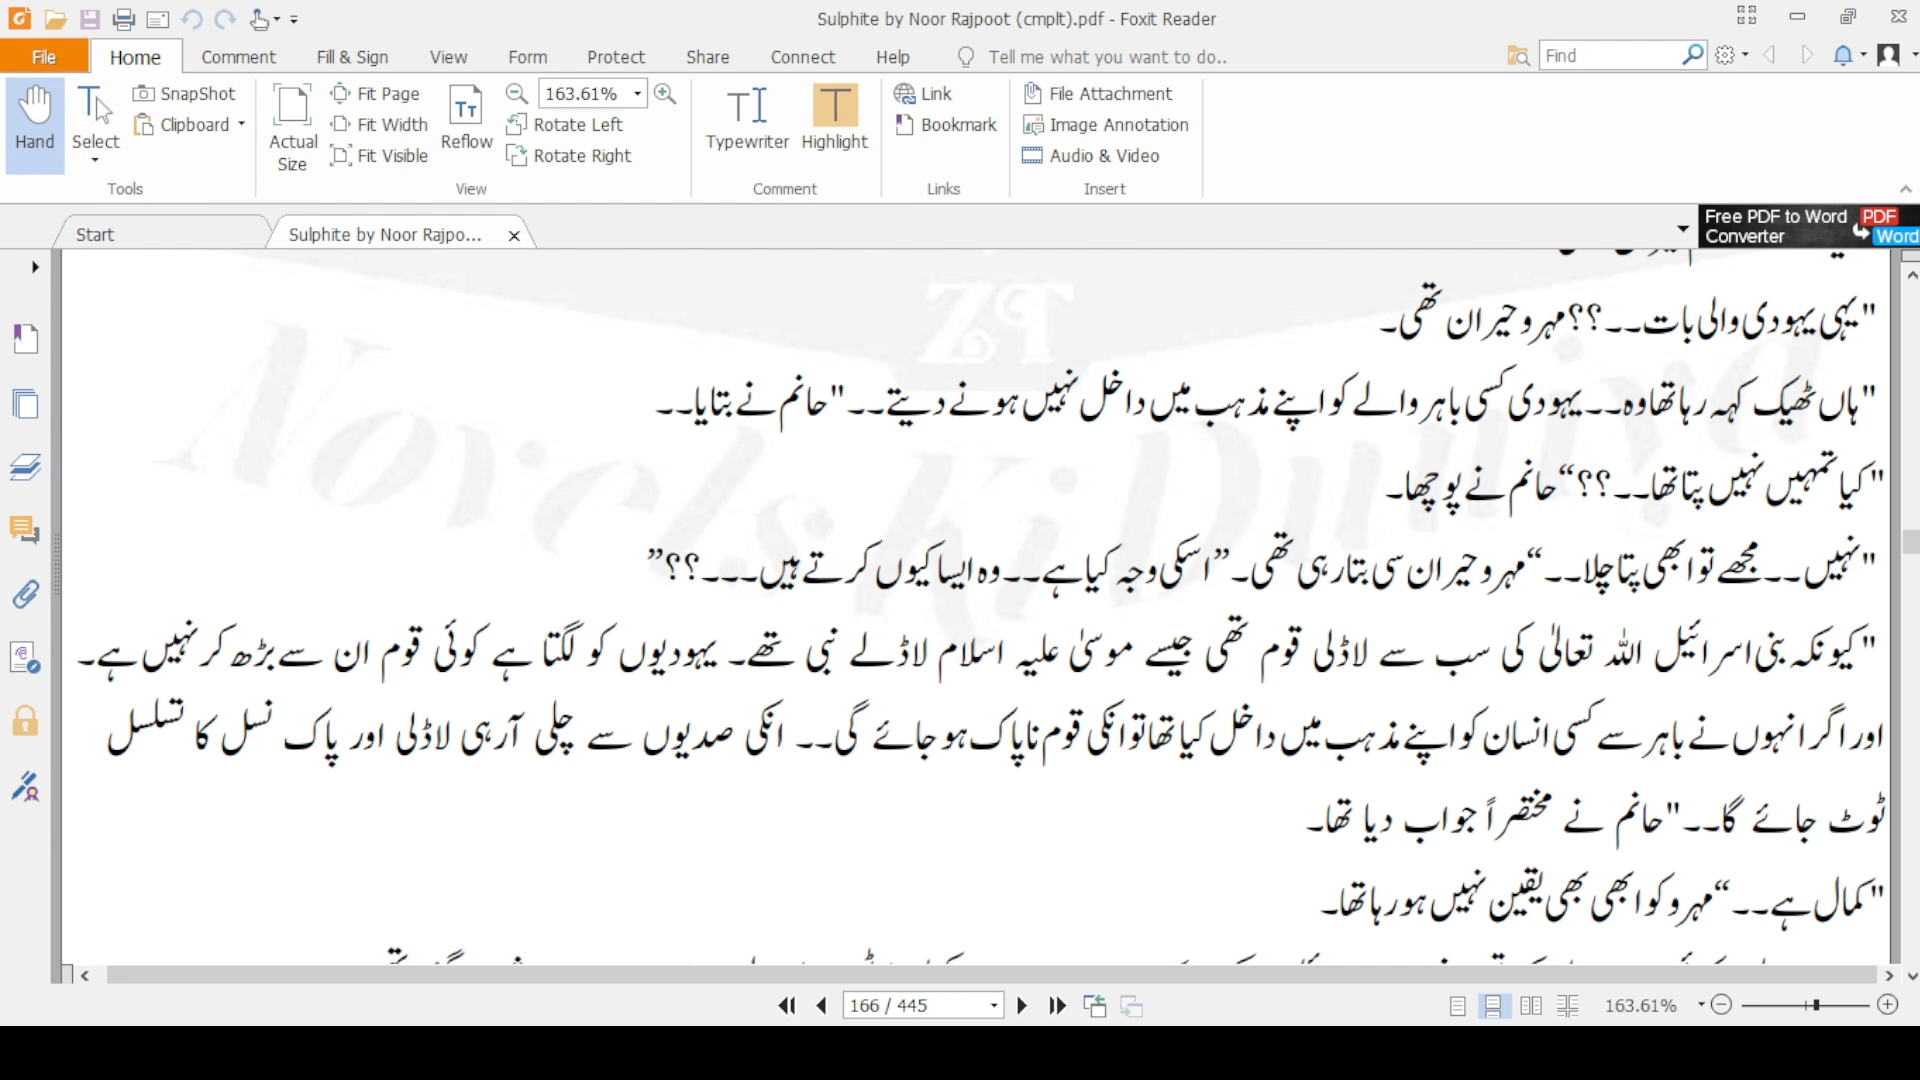 Sulphite by Noor Rajpoot (cmplt).pdf - Foxit Reader
File Home Comment Fill & Sign View Form Protect Share Connect Help Tell me what you want to do.. Find
Hand
Select
SnapShot
Clipboard
Tools
Actual Size
Fit Page
Fit Width
Fit Visible
Reflow
163.61%
Rotate Left
Rotate Right
View
Typewriter
Highlight
Comment
Link
Bookmark
Links
File Attachment
Image Annotation
Audio & Video
Insert
Start
Sulphite by Noor Rajpo...
Free PDF to Word
Converter
PDF
Word
ZP
Novels Ki Duniya
"یہی یہودی والی بات۔۔؟؟ مہرو حیران تھی۔
"ہاں ٹھیک کہہ رہا تھا وہ۔۔ یہودی کسی باہر والے کو اپنے مذہب میں داخل نہیں ہونے دیتے۔۔" حانم نے بتایا۔۔
"کیا تمہیں نہیں پتا تھا۔۔؟؟“ حانم نے پوچھا۔
"نہیں۔۔ مجھے تو ابھی پتا چلا۔۔“ مہرو حیران سی بتا رہی تھی۔ ”اسکی وجہ کیا ہے۔۔ وہ ایسا کیوں کرتے ہیں۔۔۔؟؟”
"کیونکہ بنی اسرائیل اللہ تعالیٰ کی سب سے لاڈلی قوم تھی جیسے موسیٰ علیہ اسلام لاڈلے نبی تھے۔ یہودیوں کو لگتا ہے کوئی قوم ان سے بڑھ کر نہیں ہے۔
اور اگر انہوں نے باہر سے کسی انسان کو اپنے مذہب میں داخل کیا تھا تو انکی قوم ناپاک ہو جائے گی۔۔ انکی صدیوں سے چلی آرہی لاڈلی اور پاک نسل کا تسلسل
ٹوٹ جائے گا۔۔" حانم نے مختصراً جواب دیا تھا۔
"کمال ہے۔۔“ مہرو کو ابھی بھی یقین نہیں ہو رہا تھا۔
166 / 445
163.61%